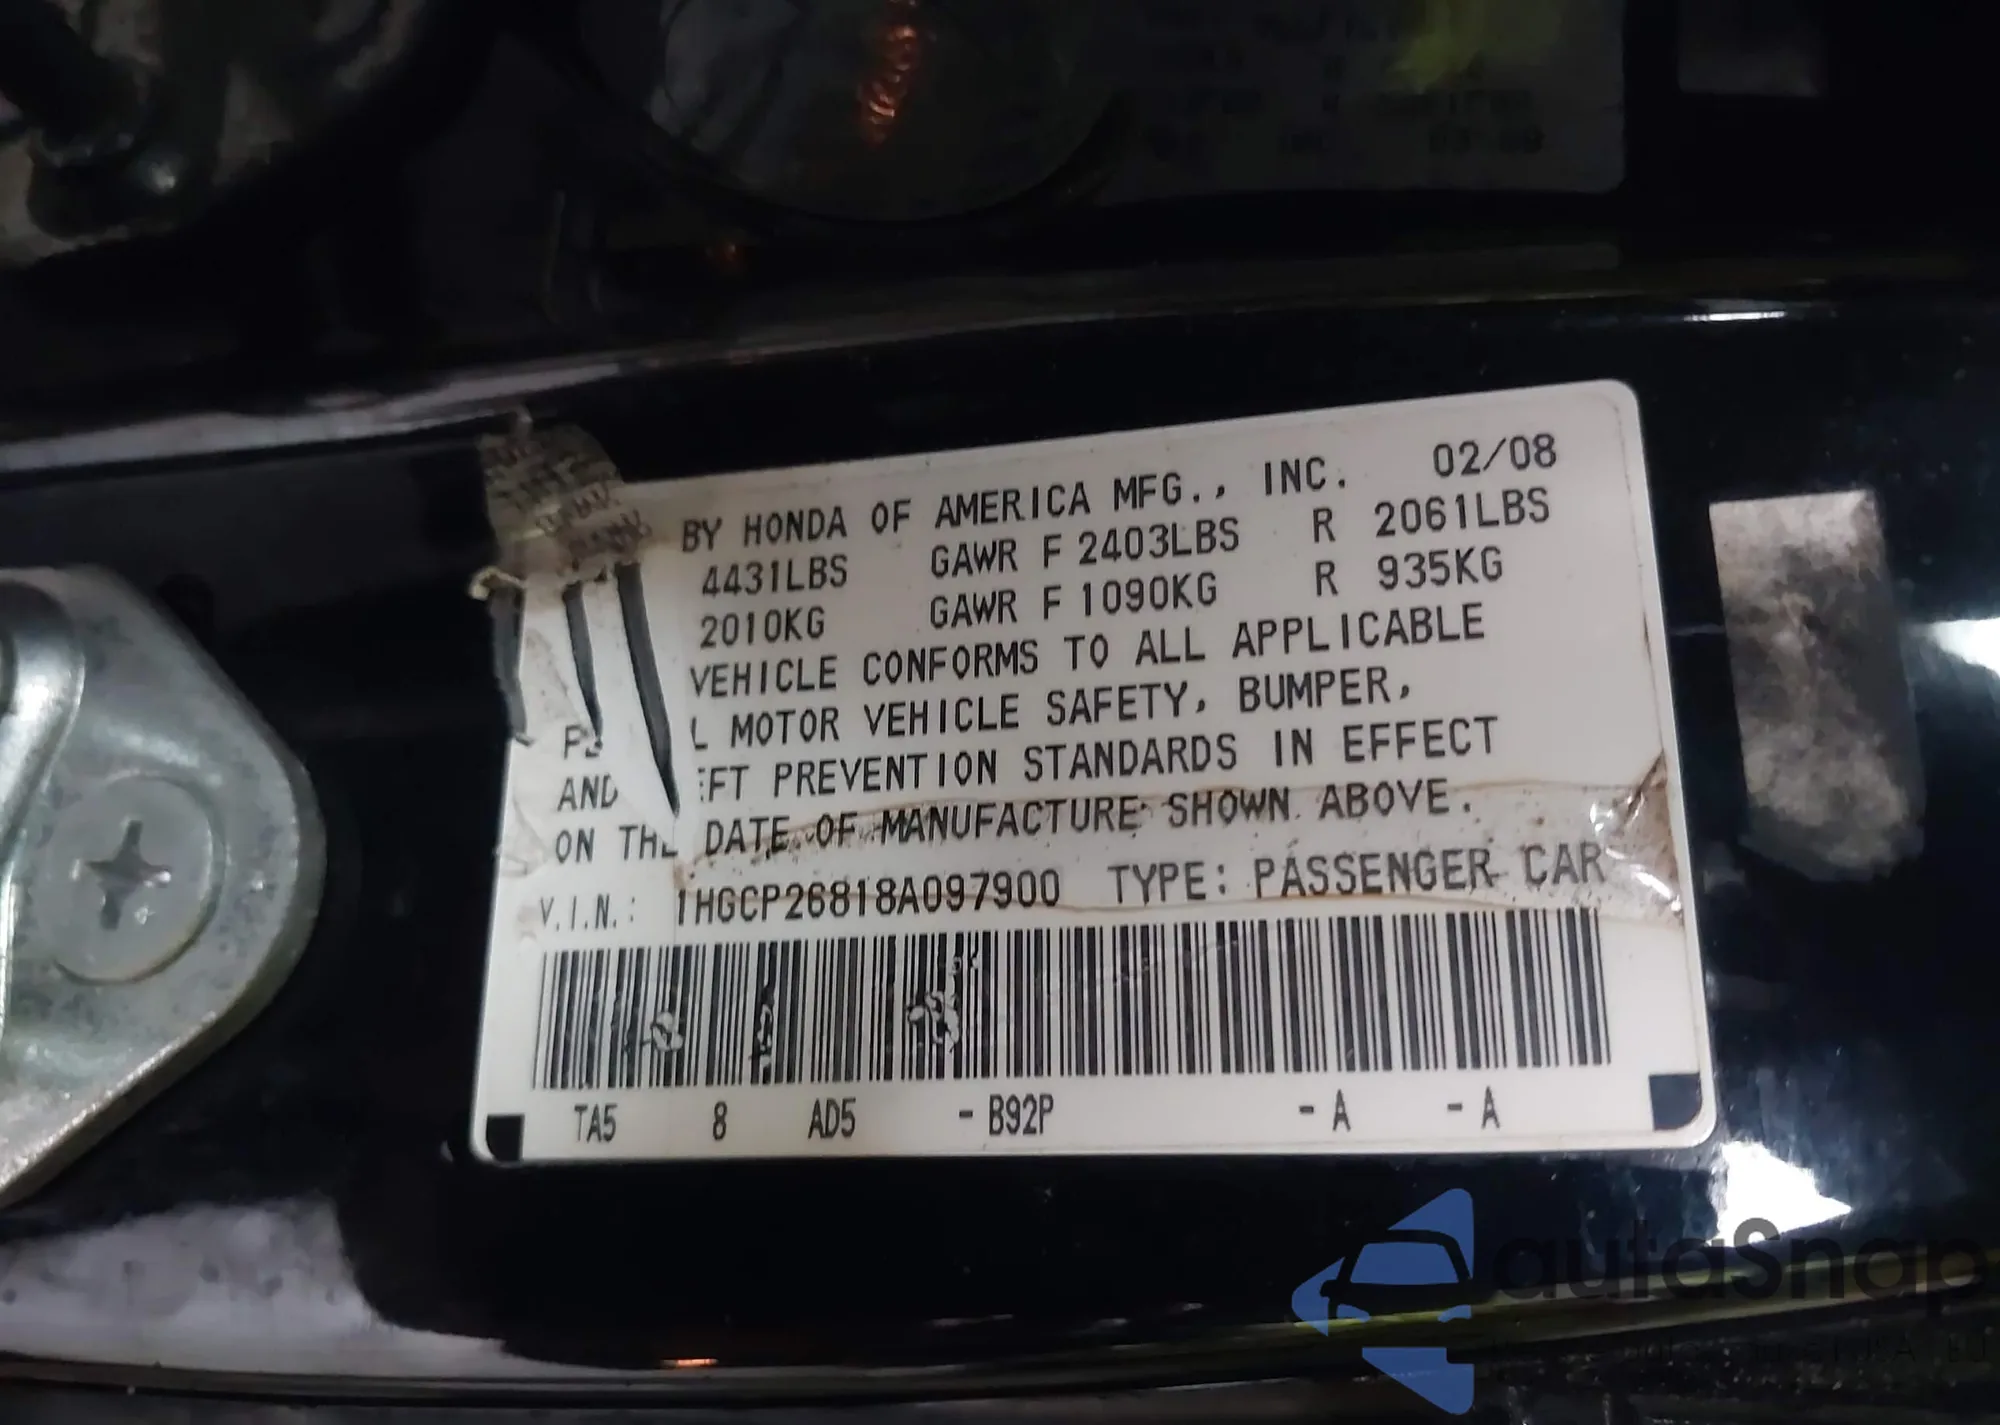 BY HONDA OF AMERICA MFG., INC. 02/08
4431LBS GAWR F 2403LBS R 2061LBS
2010KG GAWR F 1090KG R 935KG
VEHICLE CONFORMS TO ALL APPLICABLE
L MOTOR VEHICLE SAFETY, BUMPER,
AND EFT PREVENTION STANDARDS IN EFFECT
ON THE DATE OF MANUFACTURE SHOWN ABOVE.
V.I.N.: 1HGCP26818A097900 TYPE: PASSENGER CAR
TA5 8 AD5 - B92P - A - A
autaSnap